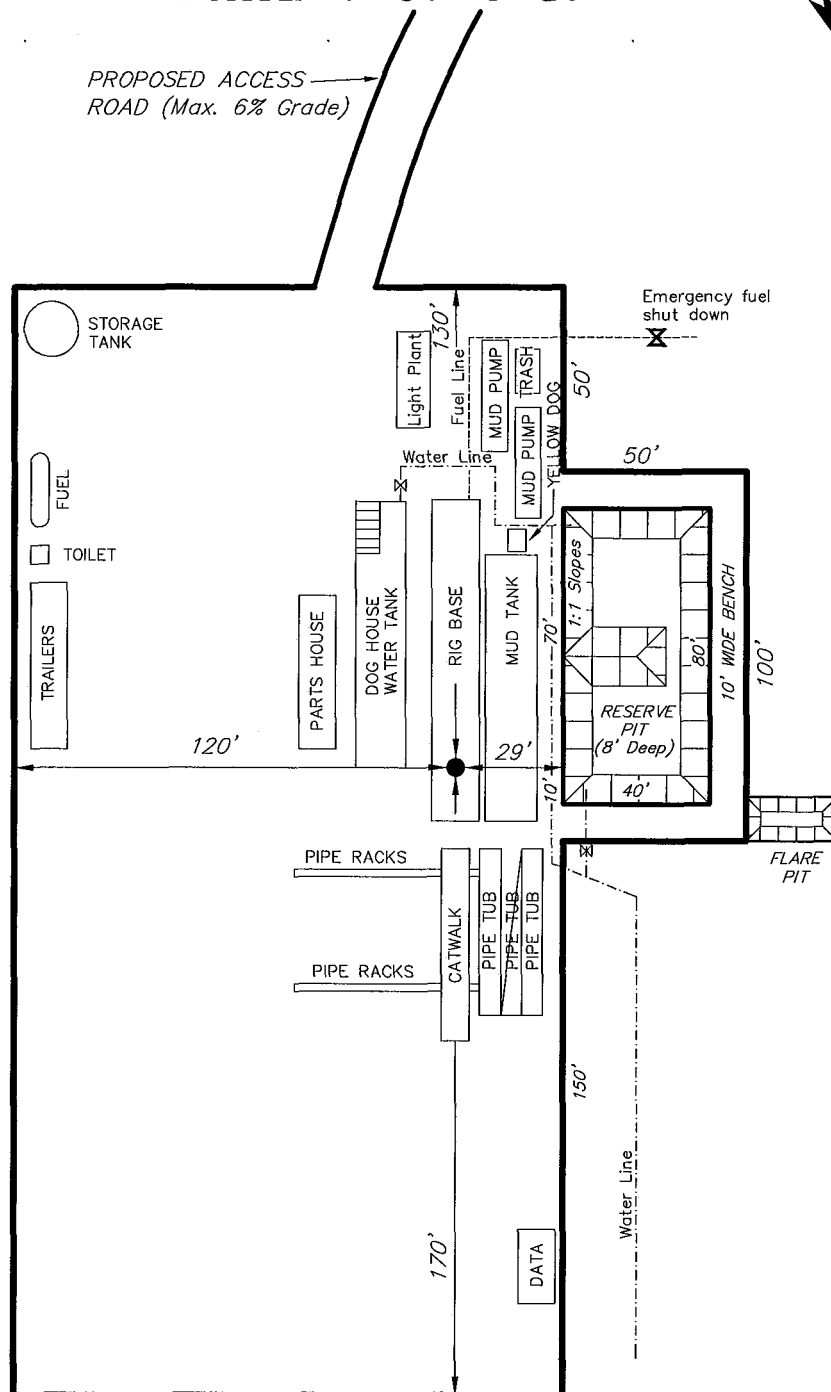 PROPOSED ACCESS
ROAD (Max. 6% Grade)
Emergency fuel
shut down
STORAGE
TANK
Light Plant
130'
Fuel Line
MUD PUMP
TRASH
50'
MUD PUMP
YELLOW DOG
50'
Water Line
FUEL
TOILET
TRAILERS
PARTS HOUSE
DOG HOUSE
WATER TANK
RIG BASE
MUD TANK
70'
1:1 Slopes
80'
10' WIDE BENCH
100'
RESERVE
PIT
(8' Deep)
120'
29'
10'
40'
FLARE
PIT
PIPE RACKS
CATWALK
PIPE TUB
PIPE TUB
PIPE TUB
PIPE RACKS
150'
Water Line
170'
DATA